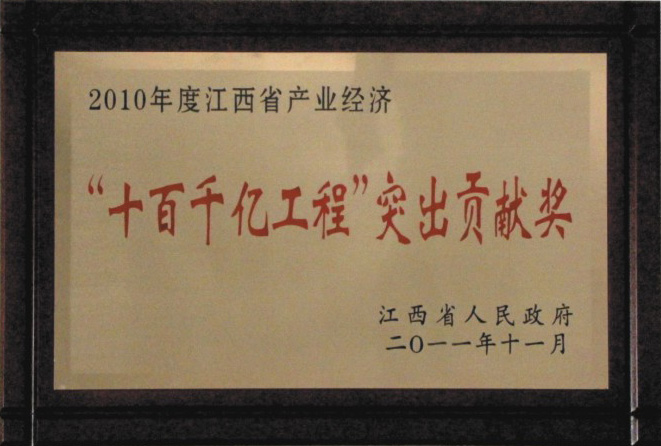 2010年度江西省产业经济
“十百千亿工程”突出贡献奖
江西省人民政府
二〇一一年十一月